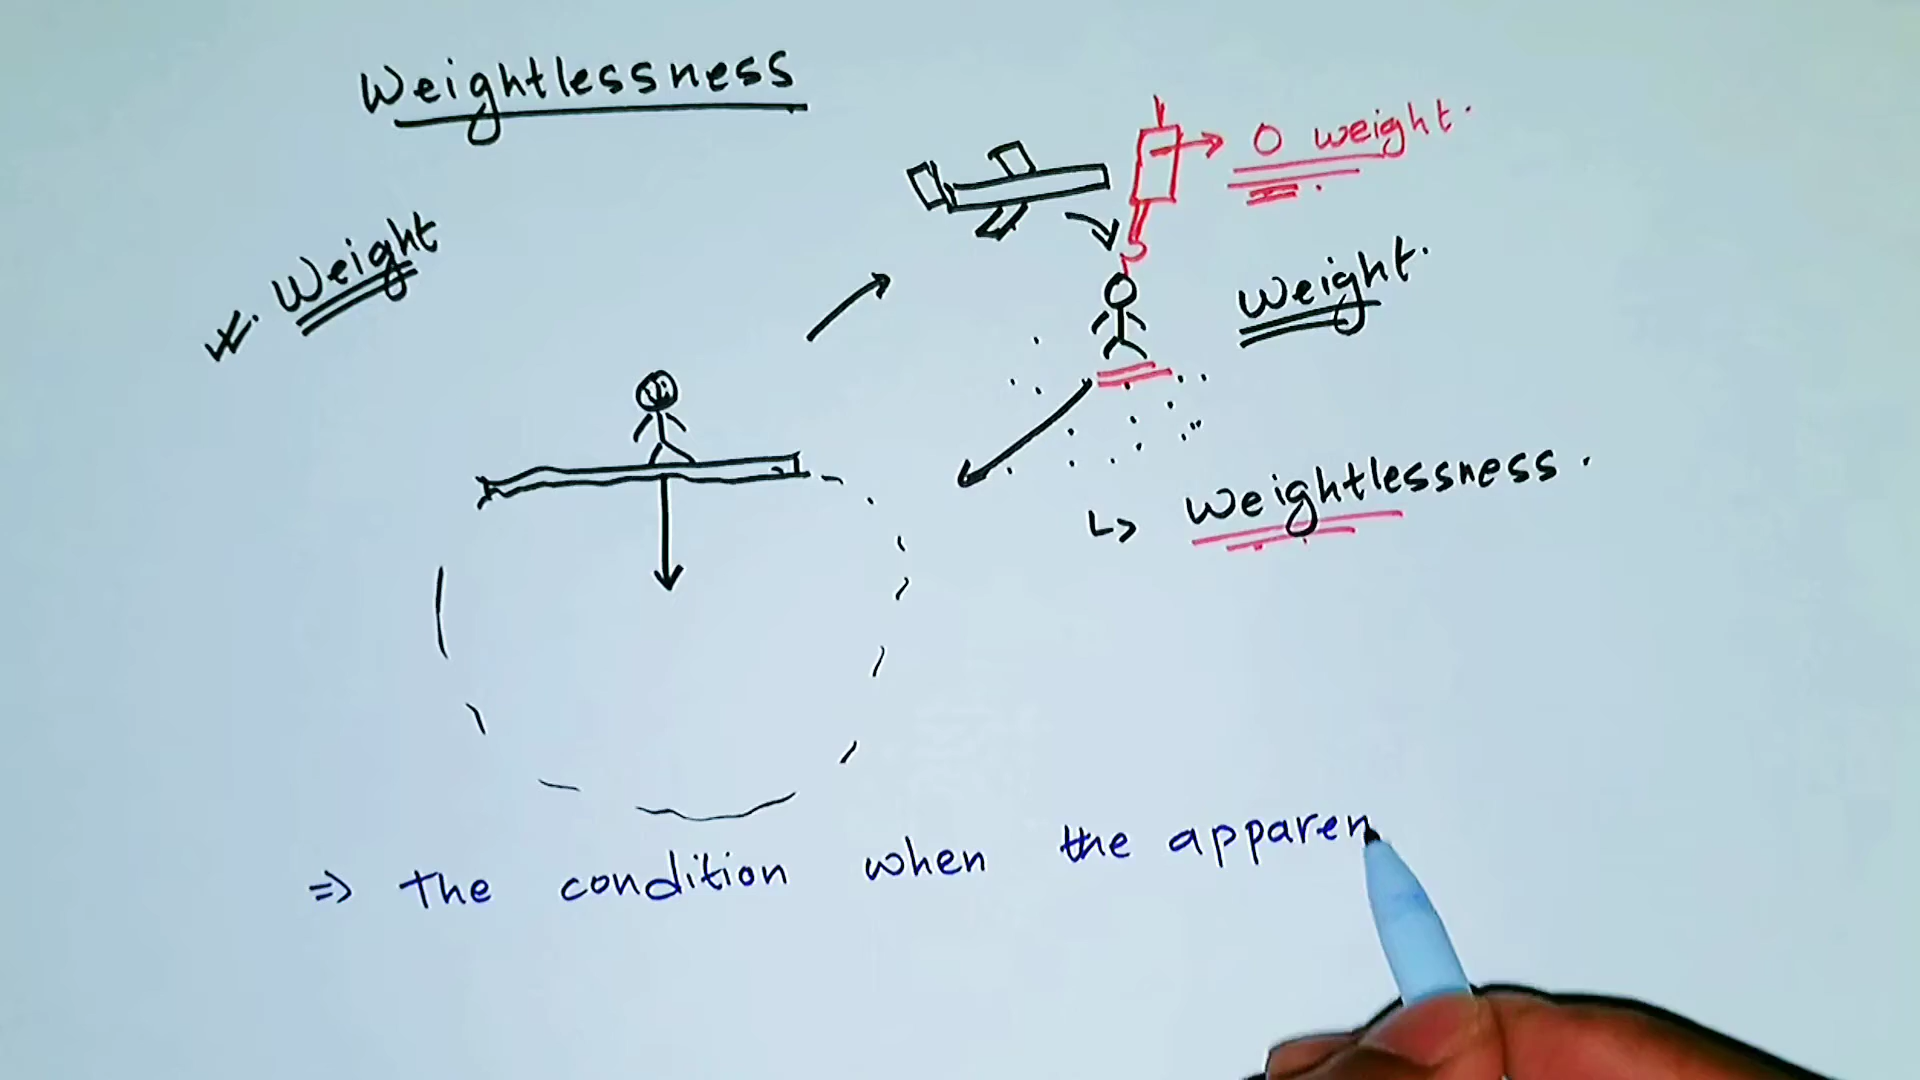 Weightlessness
0 weight.
Weight
Weight.
↳ Weightlessness.
⇒ The condition when the apparen